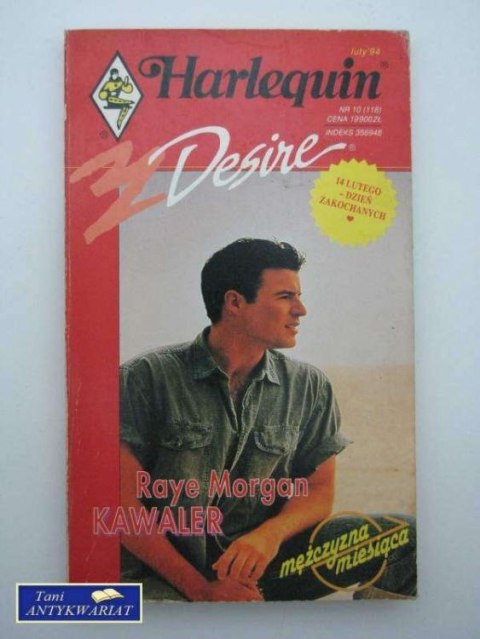 luty'94
Harlequin®
®
NR 10 (118)
CENA 19900ZŁ
INDEKS 356948
Desire®
14 LUTEGO
- DZIEŃ
ZAKOCHANYCH
Raye Morgan
KAWALER
mężczyzna
miesiąca
Tani
ANTYKWARIAT